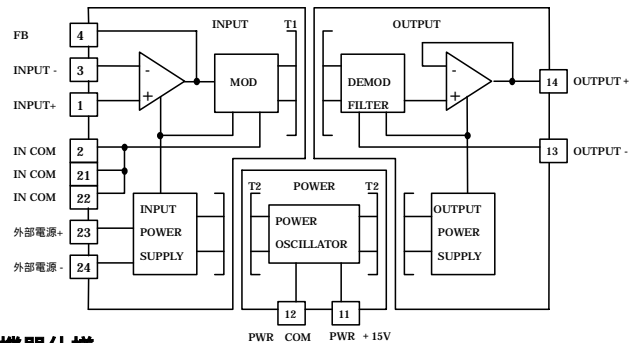 INPUT
T1
OUTPUT
FB
4
INPUT -
3
INPUT+
1
IN COM
2
IN COM
21
IN COM
22
外部電源+
23
外部電源 -
24
-
+
MOD
INPUT
POWER
SUPPLY
T2
POWER
T2
POWER
OSCILLATOR
12
11
PWR COM
PWR +15V
DEMOD
FILTER
-
+
OUTPUT
POWER
SUPPLY
14
OUTPUT +
13
OUTPUT -